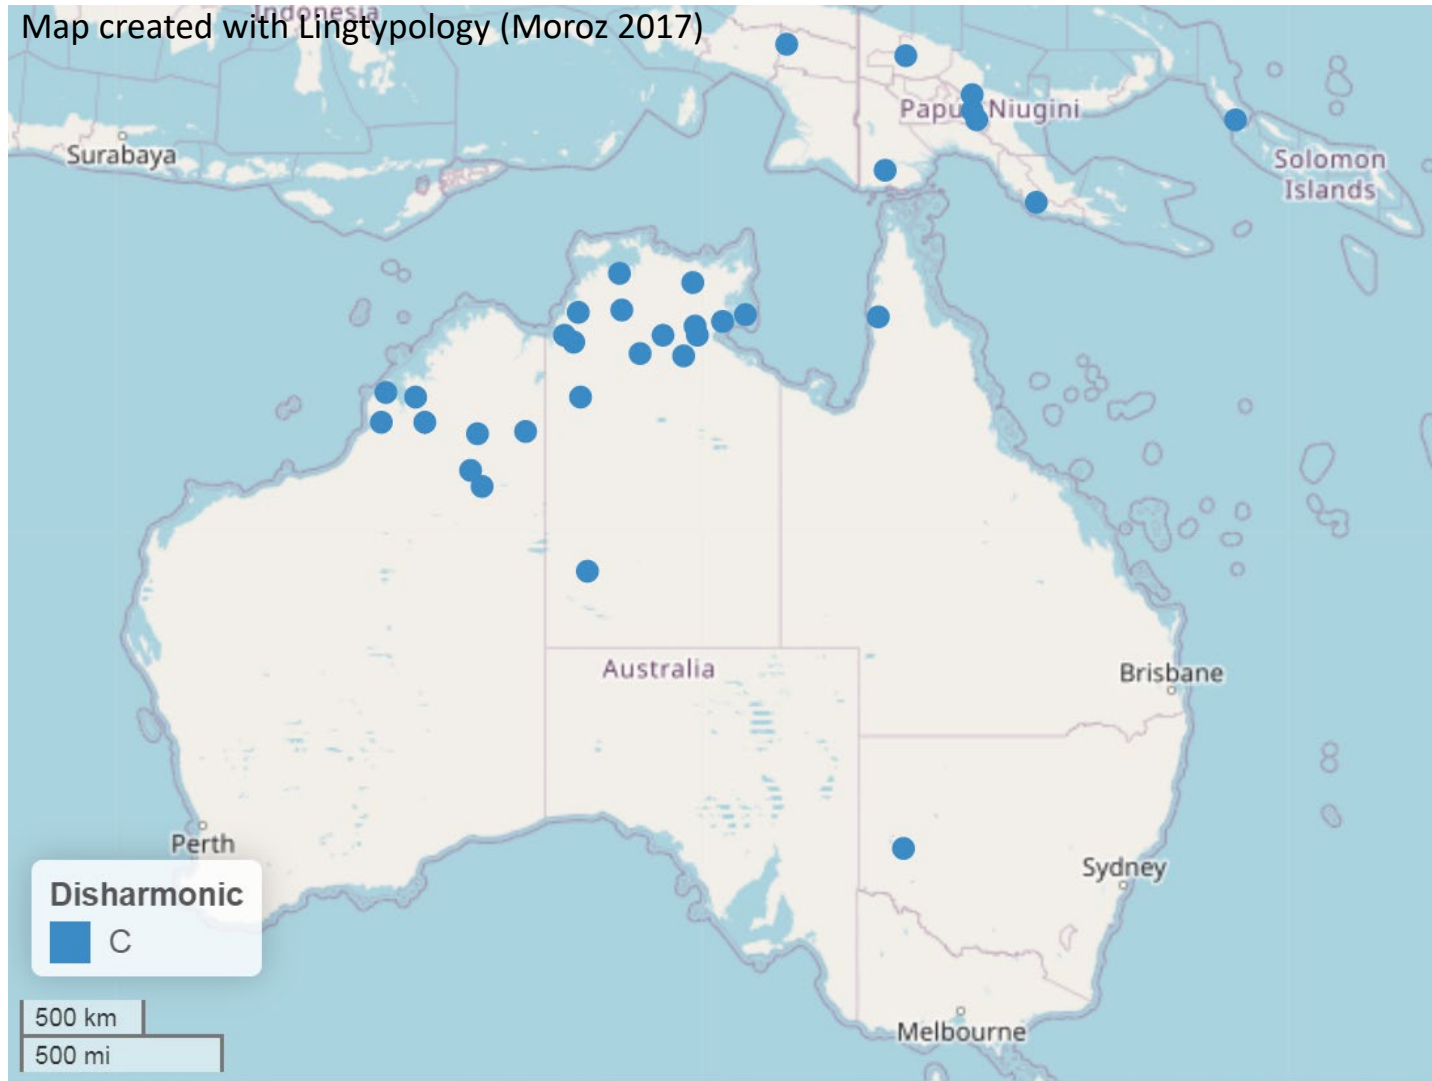 Indonesia
Map created with Lingtypology (Moroz 2017)
Papua Niugini
Surabaya
Solomon
Islands
Australia
Brisbane
Perth
Sydney
Disharmonic
C
500 km
500 mi
Melbourne